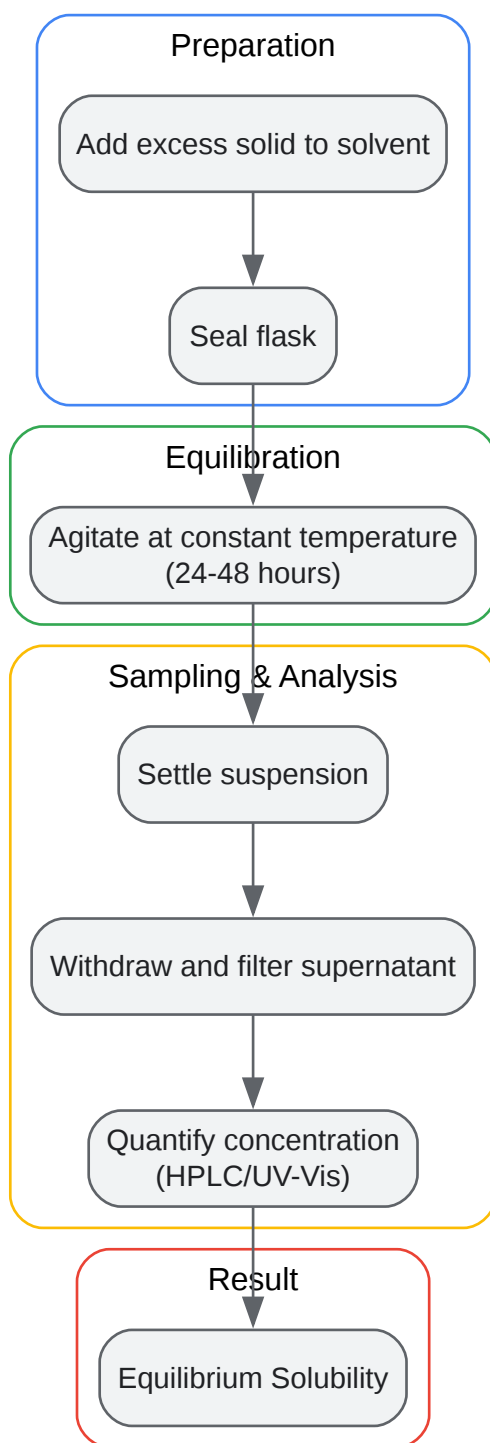 Preparation
Add excess solid to solvent
Seal flask
Equilibration
Agitate at constant temperature
(24-48 hours)
Sampling & Analysis
Settle suspension
Withdraw and filter supernatant
Quantify concentration
(HPLC/UV-Vis)
Result
Equilibrium Solubility